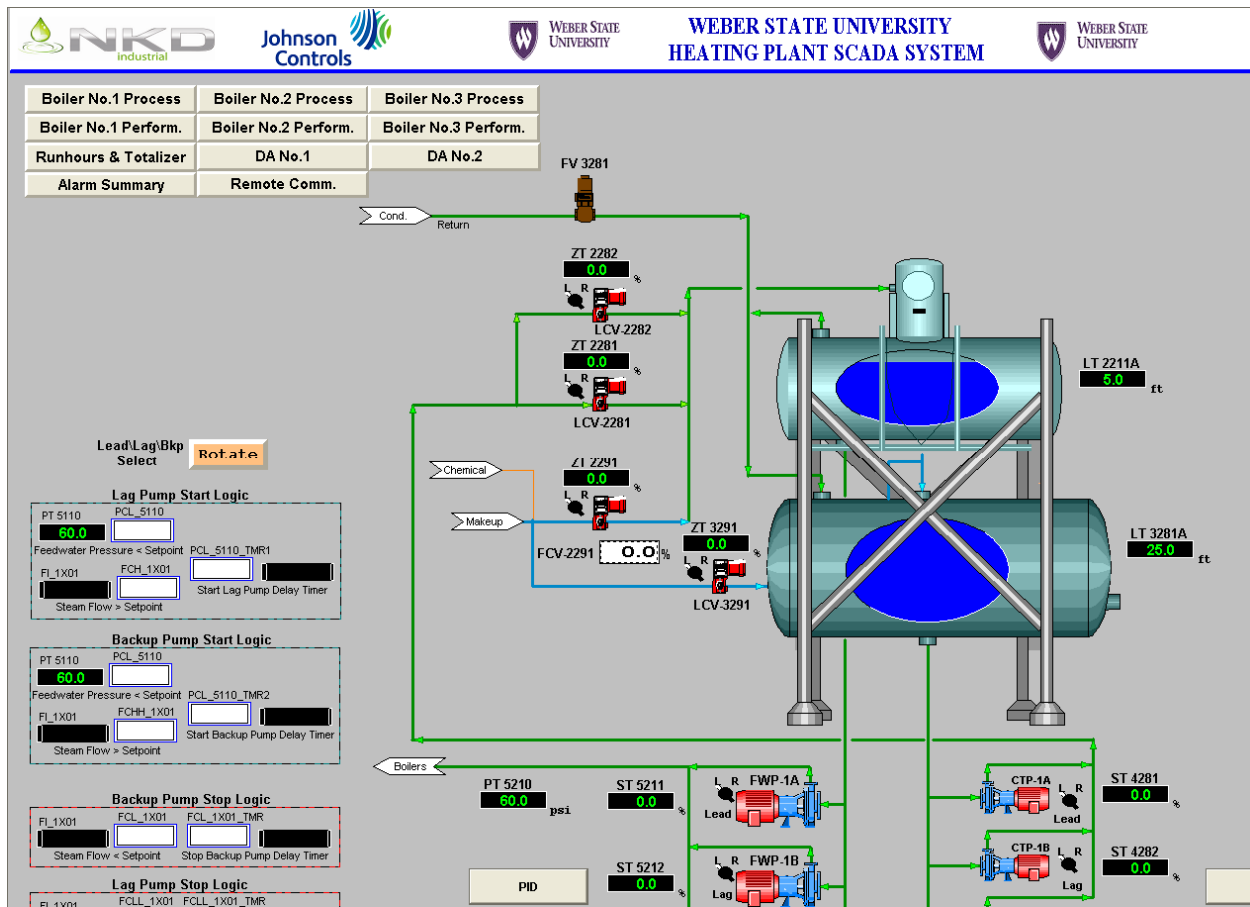 NKD
industrial
Johnson
Controls
WEBER STATE
UNIVERSITY
WEBER STATE UNIVERSITY
HEATING PLANT SCADA SYSTEM
WEBER STATE
UNIVERSITY
Boiler No.1 Process
Boiler No.2 Process
Boiler No.3 Process
Boiler No.1 Perform.
Boiler No.2 Perform.
Boiler No.3 Perform.
Runhours & Totalizer
DA No.1
DA No.2
Alarm Summary
Remote Comm.
FV 3281
Cond.
Return
ZT 2282
0.0
%
L R
LCV-2282
ZT 2281
0.0
%
L R
LCV-2281
LT 2211A
5.0
ft
Lead\Lag\Bkp
Select
Rotate
Chemical
ZT 2291
0.0
%
L R
Makeup
FCV-2291
0.0
%
ZT 3291
0.0
%
L R
LCV-3291
LT 3281A
25.0
ft
Lag Pump Start Logic
PT 5110
PCL_5110
60.0
Feedwater Pressure < Setpoint
PCL_5110_TMR1
FI_1X01
FCH_1X01
Start Lag Pump Delay Timer
Steam Flow > Setpoint
Backup Pump Start Logic
PT 5110
PCL_5110
60.0
Feedwater Pressure < Setpoint
PCL_5110_TMR2
FI_1X01
FCHH_1X01
Start Backup Pump Delay Timer
Steam Flow > Setpoint
Backup Pump Stop Logic
FI_1X01
FCL_1X01
FCL_1X01_TMR
Steam Flow < Setpoint
Stop Backup Pump Delay Timer
Lag Pump Stop Logic
FI_1X01
FCLL_1X01
FCLL_1X01_TMR
Boilers
PT 5210
60.0
psi
ST 5211
0.0
%
L R
FWP-1A
Lead
CTP-1A
L R
Lead
ST 4281
0.0
%
ST 5212
0.0
%
L R
FWP-1B
Lag
CTP-1B
L R
Lag
ST 4282
0.0
%
PID